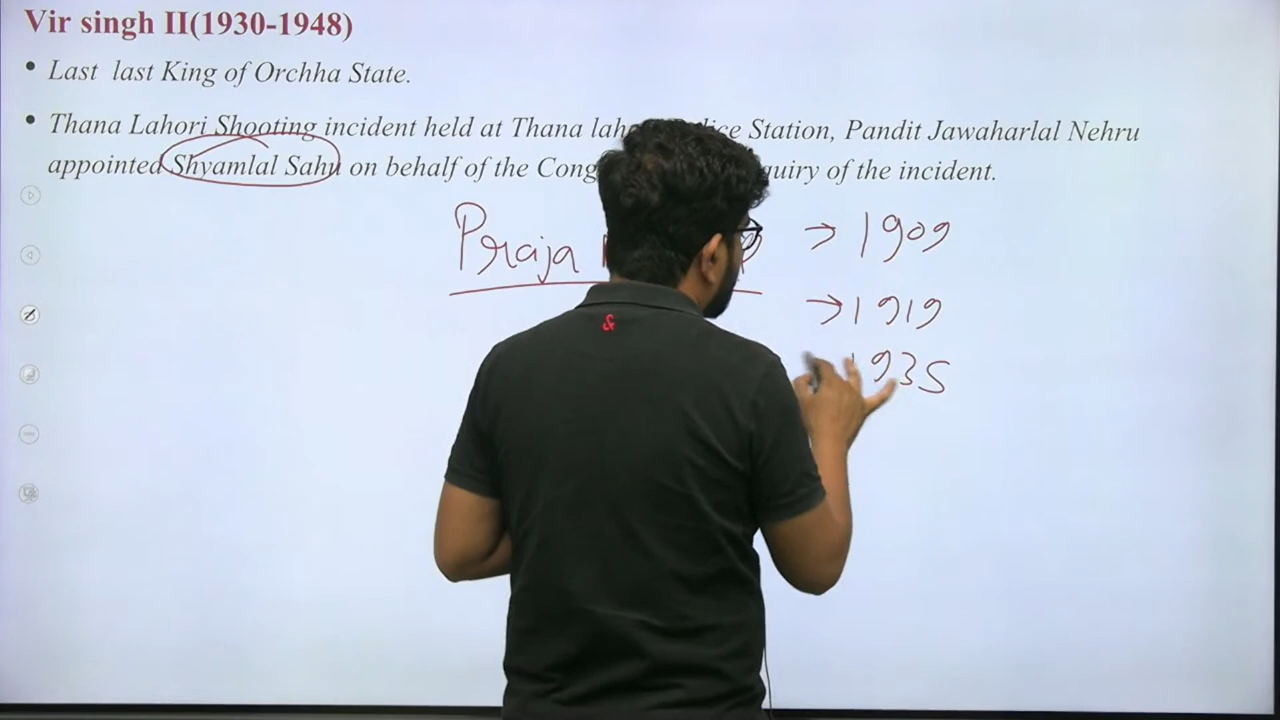 Vir singh II(1930-1948)
• Last last King of Orchha State.
• Thana Lahori Shooting incident held at Thana Station, Pandit Jawaharlal Nehru
appointed Shyamlal Sahu on behalf of the of the incident.
Praja → 1909
→ 1919
1935